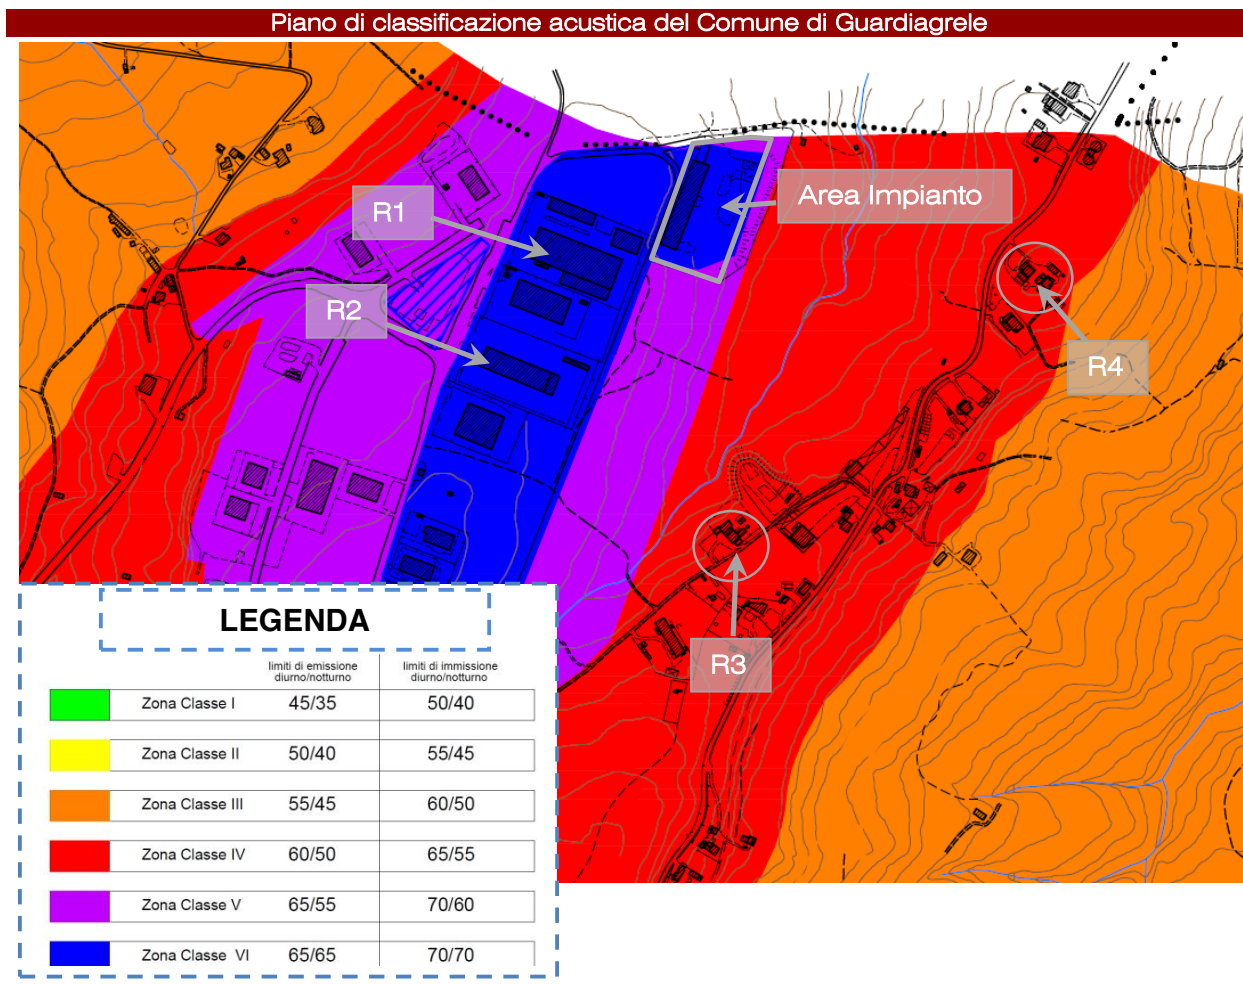 Piano di classificazione acustica del Comune di Guardiagrele
Area Impianto
R1
R2
R4
R3
LEGENDA
limiti di emissione diurno/notturno
limiti di immissione diurno/notturno
Zona Classe I 45/35 50/40
Zona Classe II 50/40 55/45
Zona Classe III 55/45 60/50
Zona Classe IV 60/50 65/55
Zona Classe V 65/55 70/60
Zona Classe VI 65/65 70/70